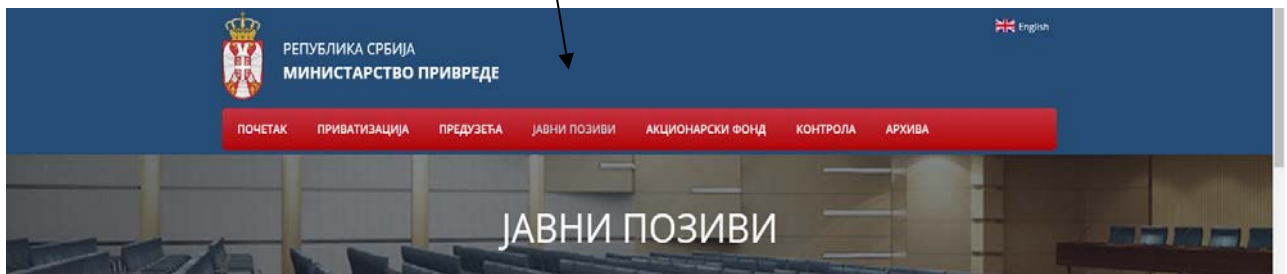 English
РЕПУБЛИКА СРБИЈА
МИНИСТАРСТВО ПРИВРЕДЕ
ПОЧЕТАК ПРИВАТИЗАЦИЈА ПРЕДУЗЕЋА ЈАВНИ ПОЗИВИ АКЦИОНАРСКИ ФОНД КОНТРОЛА АРХИВА
ЈАВНИ ПОЗИВИ